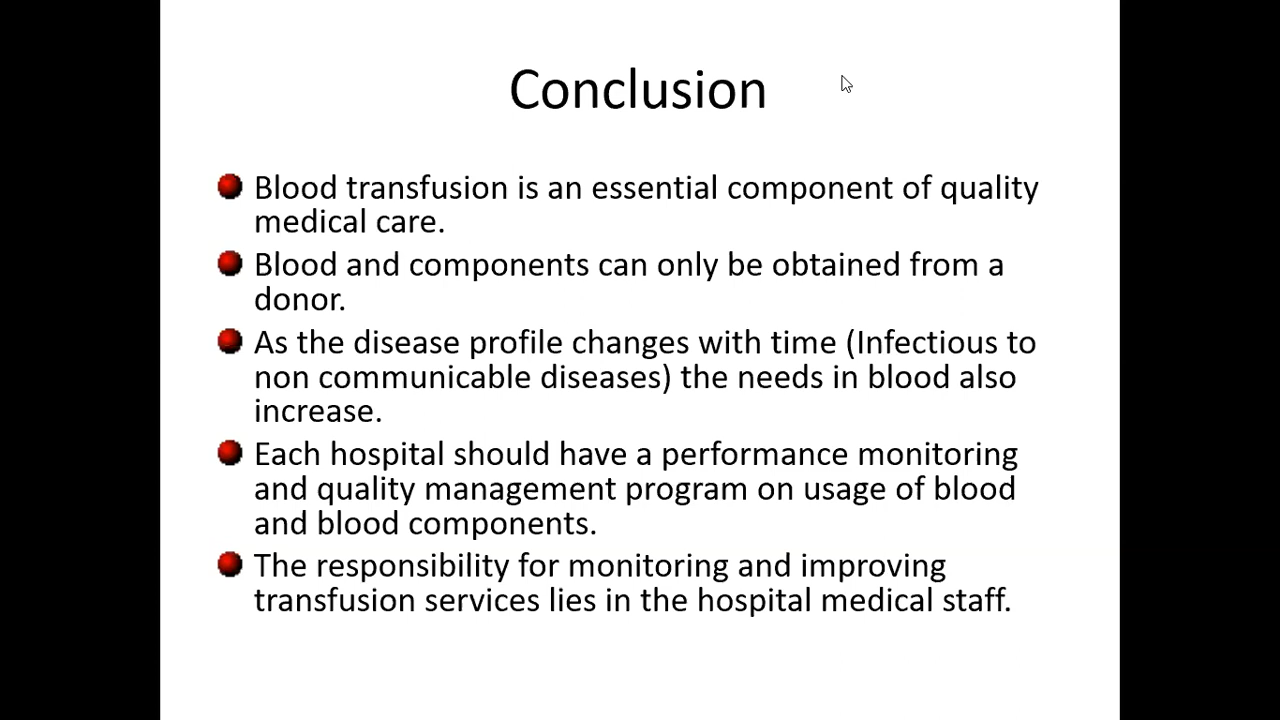 Conclusion
Blood transfusion is an essential component of quality
medical care.
Blood and components can only be obtained from a
donor.
As the disease profile changes with time (Infectious to
non communicable diseases) the needs in blood also
increase.
Each hospital should have a performance monitoring
and quality management program on usage of blood
and blood components.
The responsibility for monitoring and improving
transfusion services lies in the hospital medical staff.